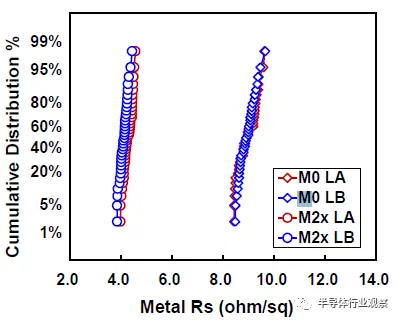 99%
95%
80%
60%
40%
20%
5%
1%
Cumulative Distribution %
M0 LA
M0 LB
M2x LA
M2x LB
2.0 4.0 6.0 8.0 10.0 12.0 14.0
Metal Rs (ohm/sq)
半导体行业观察